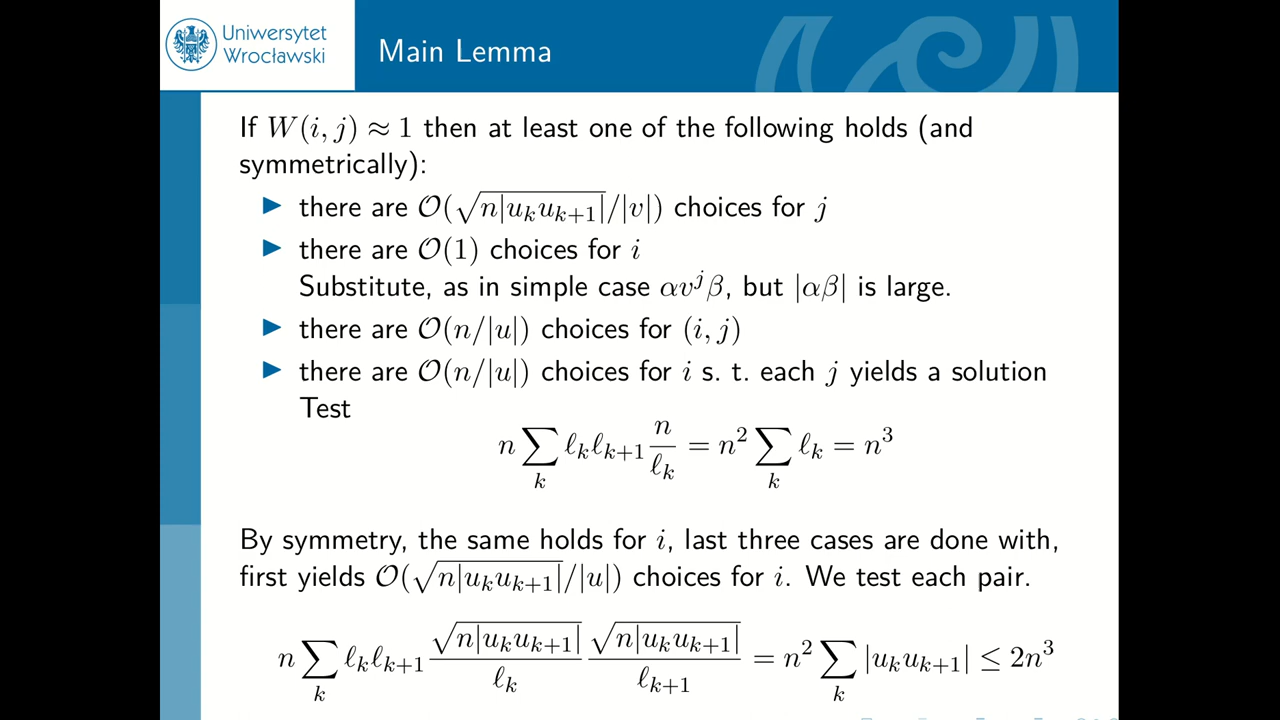 Uniwersytet
Wrocławski
Main Lemma
If W(i, j) ≈ 1 then at least one of the following holds (and
symmetrically):
▶ there are 𝒪(√(n|u_k u_{k+1}|)/|v|) choices for j
▶ there are 𝒪(1) choices for i
Substitute, as in simple case αv^jβ, but |αβ| is large.
▶ there are 𝒪(n/|u|) choices for (i, j)
▶ there are 𝒪(n/|u|) choices for i s. t. each j yields a solution
Test
n ∑_k ℓ_k ℓ_{k+1} n/ℓ_k = n^2 ∑_k ℓ_k = n^3
By symmetry, the same holds for i, last three cases are done with,
first yields 𝒪(√(n|u_k u_{k+1}|)/|u|) choices for i. We test each pair.
n ∑_k ℓ_k ℓ_{k+1} √(n|u_k u_{k+1}|)/ℓ_k √(n|u_k u_{k+1}|)/ℓ_{k+1} = n^2 ∑_k |u_k u_{k+1}| ≤ 2n^3